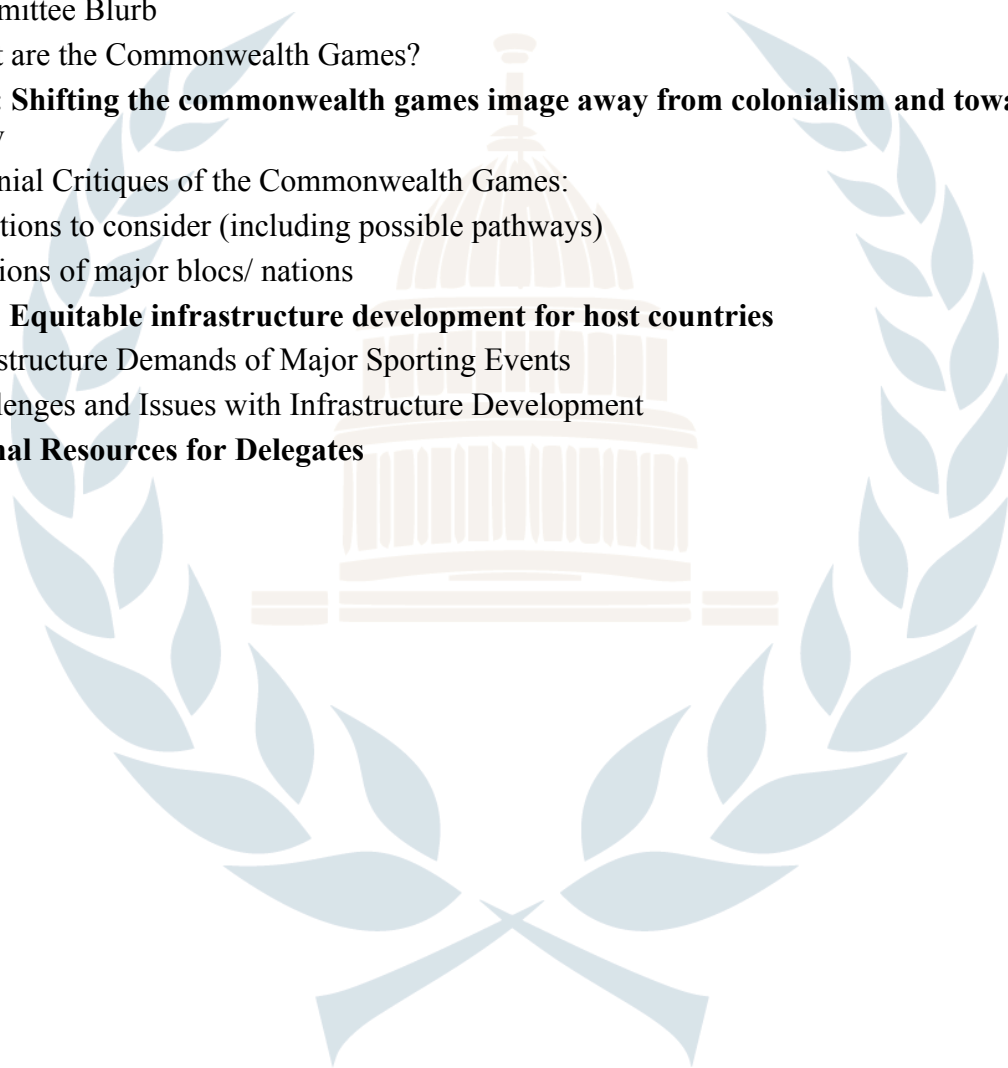 mittee Blurb
t are the Commonwealth Games?
: Shifting the commonwealth games image away from colonialism and towa
y
nial Critiques of the Commonwealth Games:
tions to consider (including possible pathways)
ions of major blocs/ nations
Equitable infrastructure development for host countries
structure Demands of Major Sporting Events
lenges and Issues with Infrastructure Development
nal Resources for Delegates